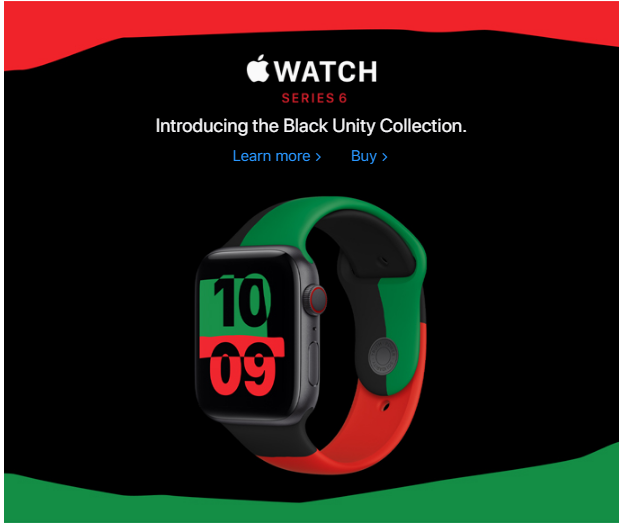 WATCH
SERIES 6
Introducing the Black Unity Collection.
Learn more >
Buy >
10
09